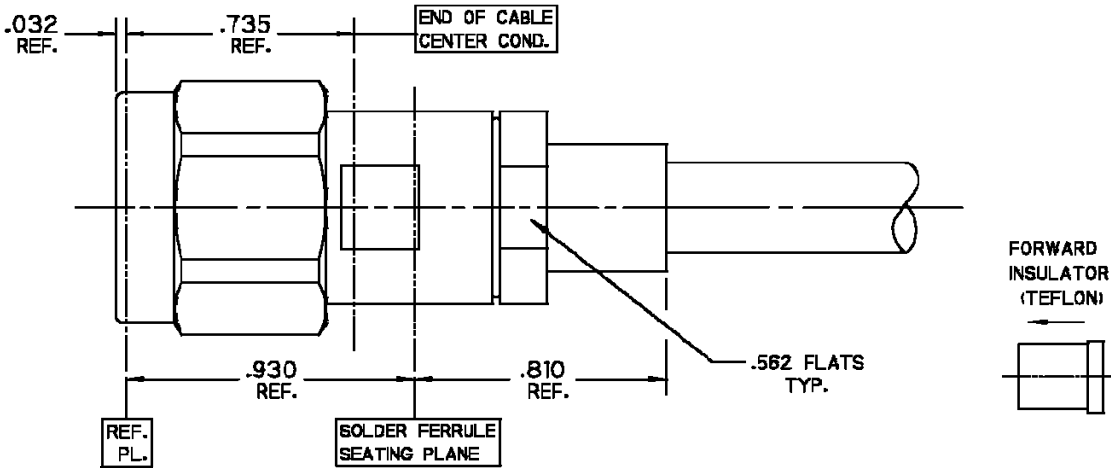 .032
REF.
.735
REF.
END OF CABLE
CENTER COND.
FORWARD
INSULATOR
(TEFLON)
.930
REF.
.810
REF.
.562 FLATS
TYP.
REF.
PL.
SOLDER FERRULE
SEATING PLANE